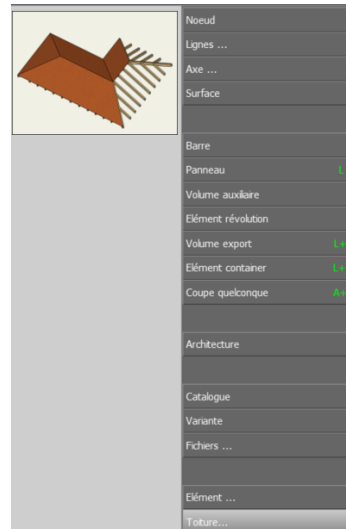 Noeud
Lignes ...
Axe ...
Surface
Barre
Panneau L
Volume auxilaire
Elément révolution
Volume export L+
Elément container L+
Coupe quelconque A+
Architecture
Catalogue
Variante
Fichiers ...
Elément ...
Toiture...